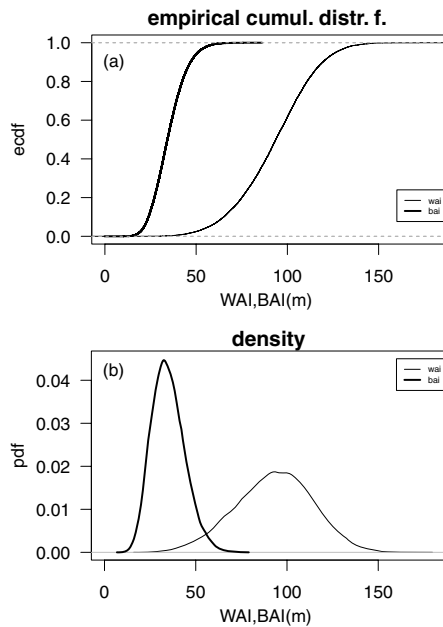 empirical cumul. distr. f.
(a)
ecdf
1.0
0.8
0.6
0.4
0.2
0.0
wai
bai
0 50 100 150
WAI,BAI(m)
density
(b)
pdf
0.04
0.03
0.02
0.01
0.00
wai
bai
0 50 100 150
WAI,BAI(m)